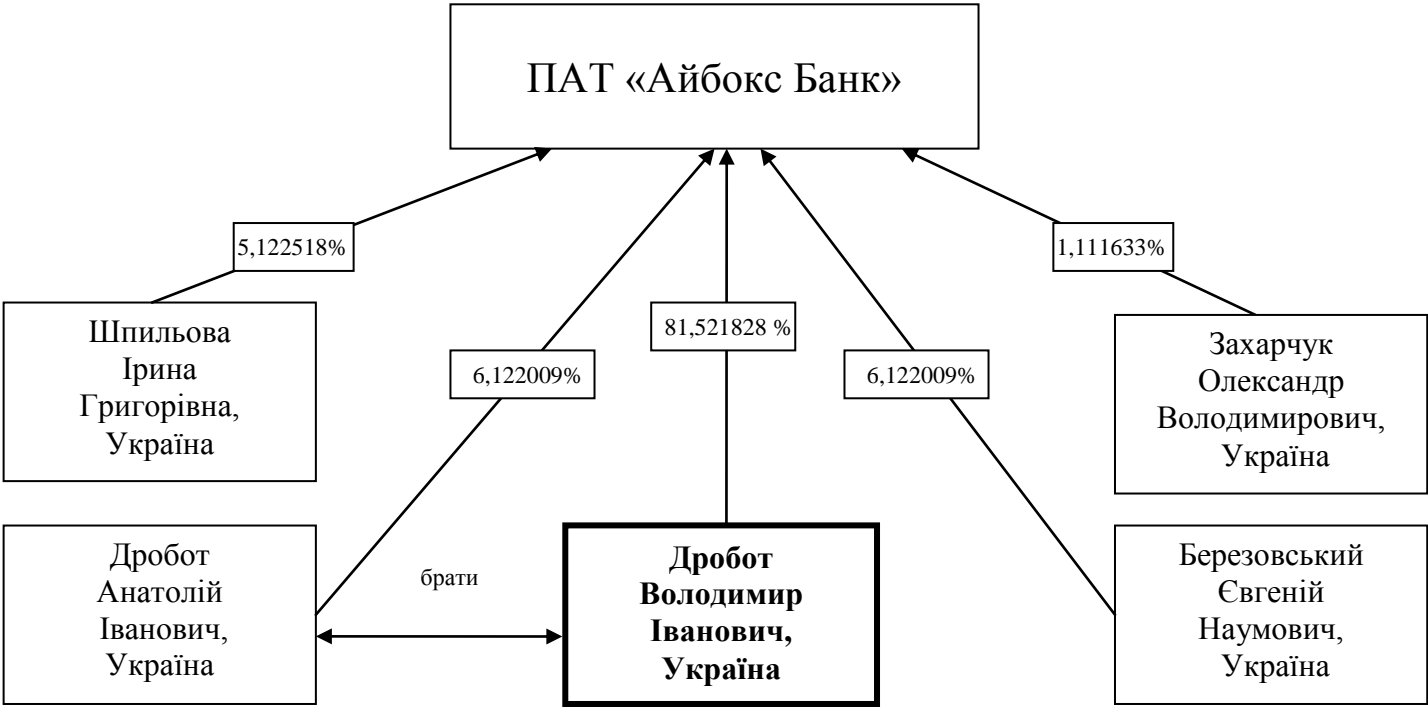 ПАТ «Айбокс Банк»
5,122518%
1,111633%
81,521828 %
6,122009%
6,122009%
Шпильова
Ірина
Григорівна,
Україна
Захарчук
Олександр
Володимирович,
Україна
Дробот
Анатолій
Іванович,
Україна
брати
Дробот
Володимир
Іванович,
Україна
Березовський
Євгеній
Наумович,
Україна